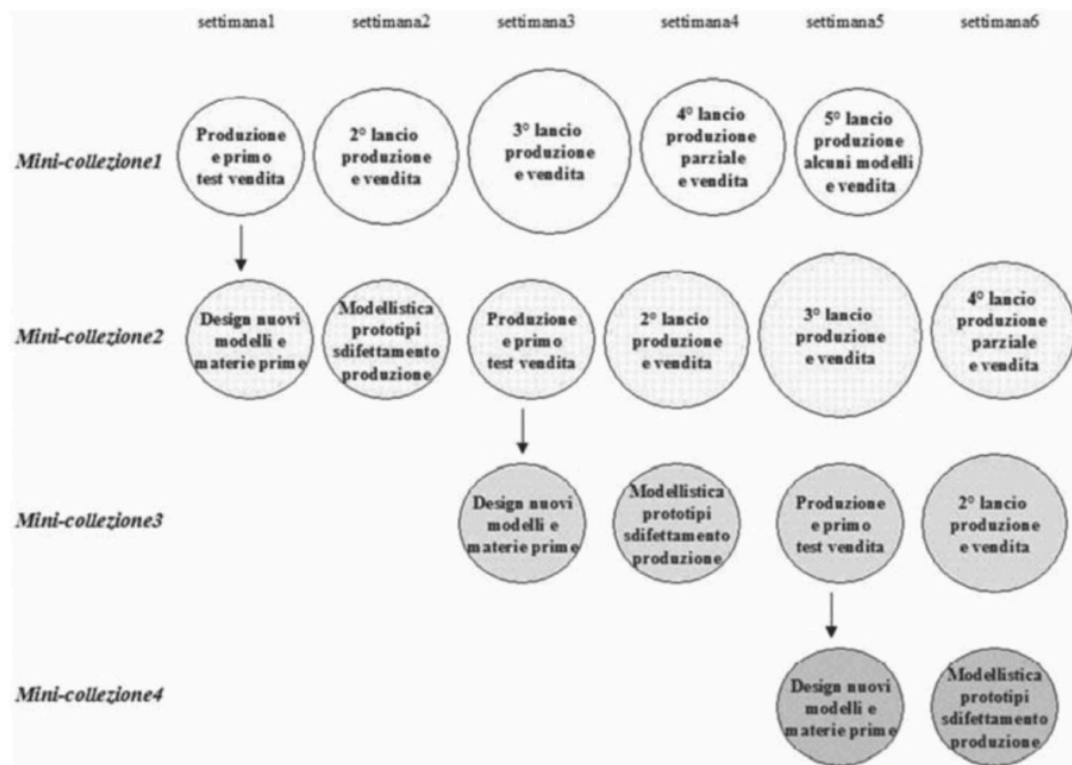 settimana1 settimana2 settimana3 settimana4 settimana5 settimana6
Mini-collezione1
Produzione
e primo
test vendita
2° lancio
produzione
e vendita
3° lancio
produzione
e vendita
4° lancio
produzione
parziale
e vendita
5° lancio
produzione
alcuni modelli
e vendita
Mini-collezione2
Design nuovi
modelli e
materie prime
Modellistica
prototipi
sdifettamento
produzione
Produzione
e primo
test vendita
2° lancio
produzione
e vendita
3° lancio
produzione
e vendita
4° lancio
produzione
parziale
e vendita
Mini-collezione3
Design nuovi
modelli e
materie prime
Modellistica
prototipi
sdifettamento
produzione
Produzione
e primo
test vendita
2° lancio
produzione
e vendita
Mini-collezione4
Design nuovi
modelli e
materie prime
Modellistica
prototipi
sdifettamento
produzione